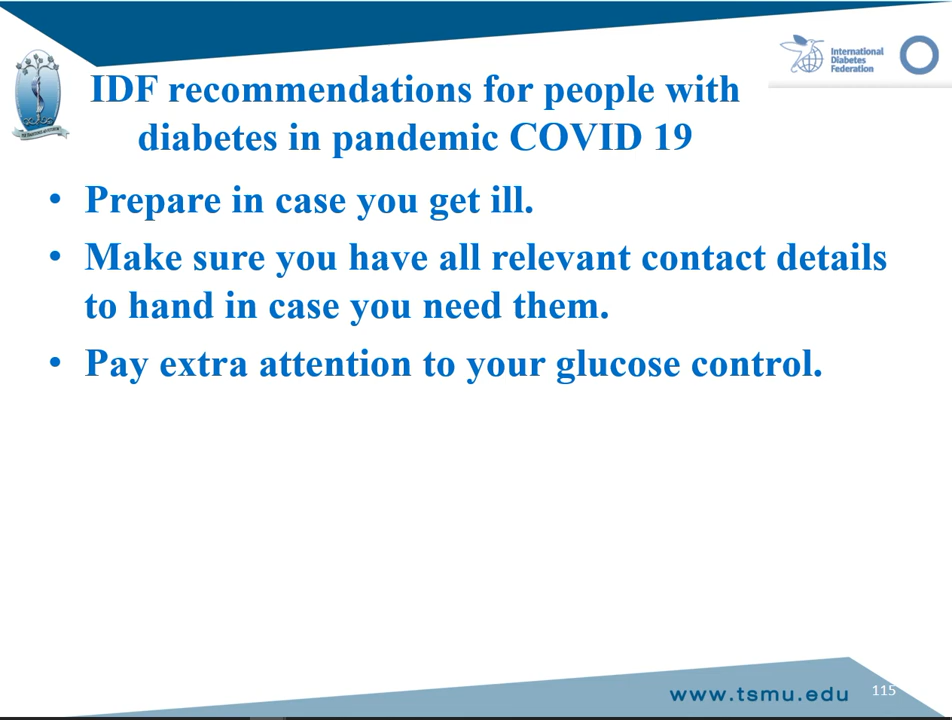 International
Diabetes
Federation
IDF recommendations for people with
diabetes in pandemic COVID 19
• Prepare in case you get ill.
• Make sure you have all relevant contact details
to hand in case you need them.
• Pay extra attention to your glucose control.
www.tsmu.edu
115